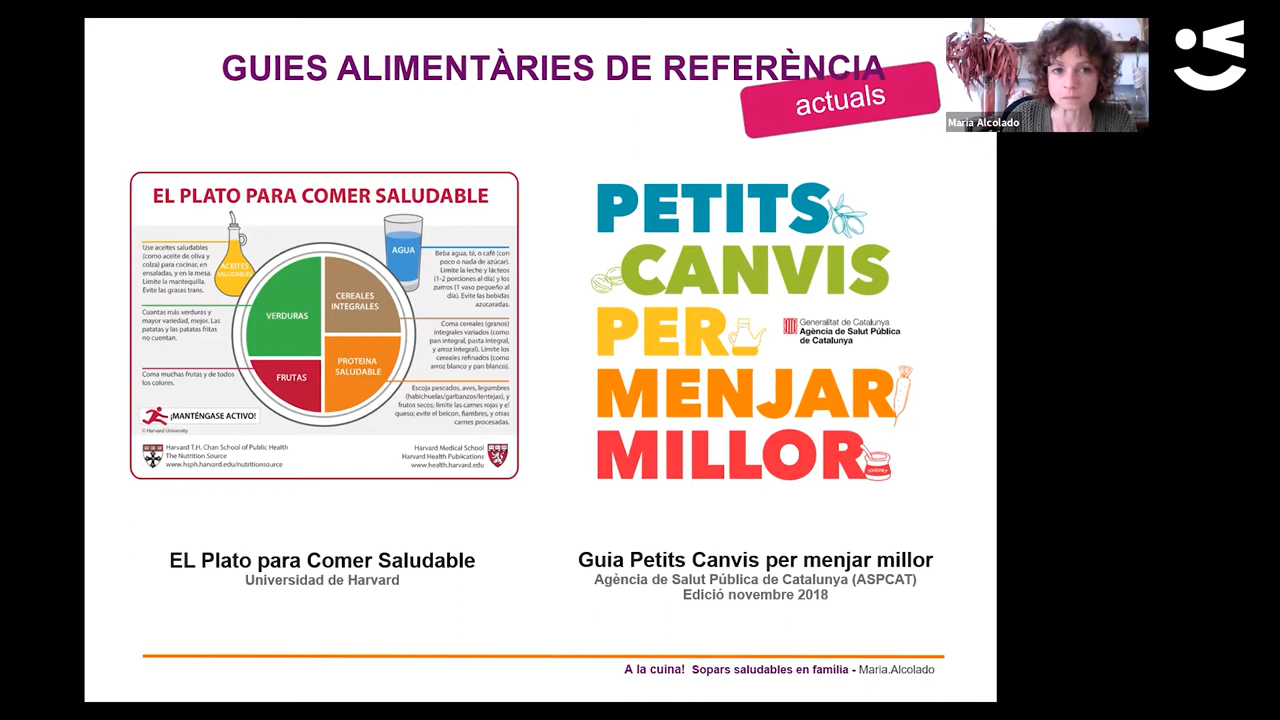 GUIES ALIMENTÀRIES DE REFERÈNCIA
actuals
Maria Alcolado
EL PLATO PARA COMER SALUDABLE
Use aceites saludables
(como aceite de oliva y
colza) para cocinar, en
ensaladas, y en la mesa.
Limite la mantequilla.
Evite las grasas trans.
ACEITES
SALUDABLES
AGUA
Beba agua, té, o café (con
poco o nada de azúcar).
Limite la leche y lácteos
(1-2 porciones al día) y los
zumos (1 vaso pequeño al
día). Evite las bebidas
azucaradas.
Cuantas más verduras y
mayor variedad, mejor. Las
patatas y las patatas fritas
no cuentan.
VERDURAS
CEREALES
INTEGRALES
Coma cereales (granos)
integrales variados (como
pan integral, pasta integral,
y arroz integral). Limite los
cereales refinados (como
arroz blanco y pan blanco).
Coma muchas frutas y de todos
los colores.
FRUTAS
PROTEINA
SALUDABLE
Escoja pescados, aves, legumbres
(habichuelas/garbanzos/lentejas), y
frutos secos; limite las carnes rojas y el
queso; evite el beicon, fiambres, y otras
carnes procesadas.
¡MANTÉNGASE ACTIVO!
© Harvard University
Harvard T.H. Chan School of Public Health
The Nutrition Source
www.hsph.harvard.edu/nutritionsource
Harvard Medical School
Harvard Health Publications
www.health.harvard.edu
PETITS
CANVIS
PER
Generalitat de Catalunya
Agència de Salut Pública
de Catalunya
MENJAR
MILLOR
EL Plato para Comer Saludable
Universidad de Harvard
Guia Petits Canvis per menjar millor
Agència de Salut Pública de Catalunya (ASPCAT)
Edició novembre 2018
A la cuina! Sopars saludables en familia - Maria.Alcolado